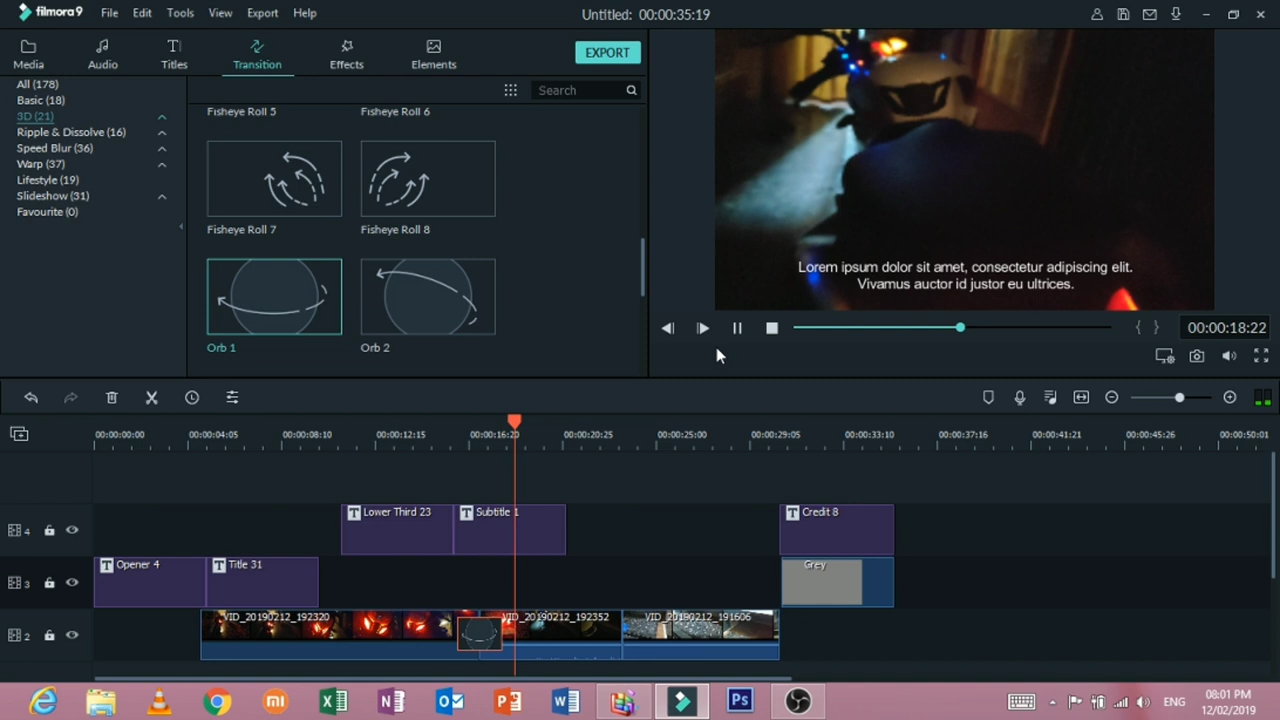 filmora9 File Edit Tools View Export Help Untitled: 00:00:35:19
Media Audio Titles Transition Effects Elements EXPORT
All (178)
Basic (18)
3D (21)
Ripple & Dissolve (16)
Speed Blur (36)
Warp (37)
Lifestyle (19)
Slideshow (31)
Favourite (0)
Search
Fisheye Roll 5 Fisheye Roll 6
Fisheye Roll 7 Fisheye Roll 8
Orb 1 Orb 2
Lorem ipsum dolor sit amet, consectetur adipiscing elit.
Vivamus auctor id justor eu ultrices.
{ } 00:00:18:22
00:00:00:00 00:00:04:05 00:00:08:10 00:00:12:15 00:00:16:20 00:00:20:25 00:00:25:00 00:00:29:05 00:00:33:10 00:00:37:16 00:00:41:21 00:00:45:26 00:00:50:01
4 T Lower Third 23 T Subtitle 1 T Credit 8
3 T Opener 4 T Title 31 Grey
2 VID_20190212_192320 VID_20190212_192352 VID_20190212_191606
ENG
08:01 PM
12/02/2019